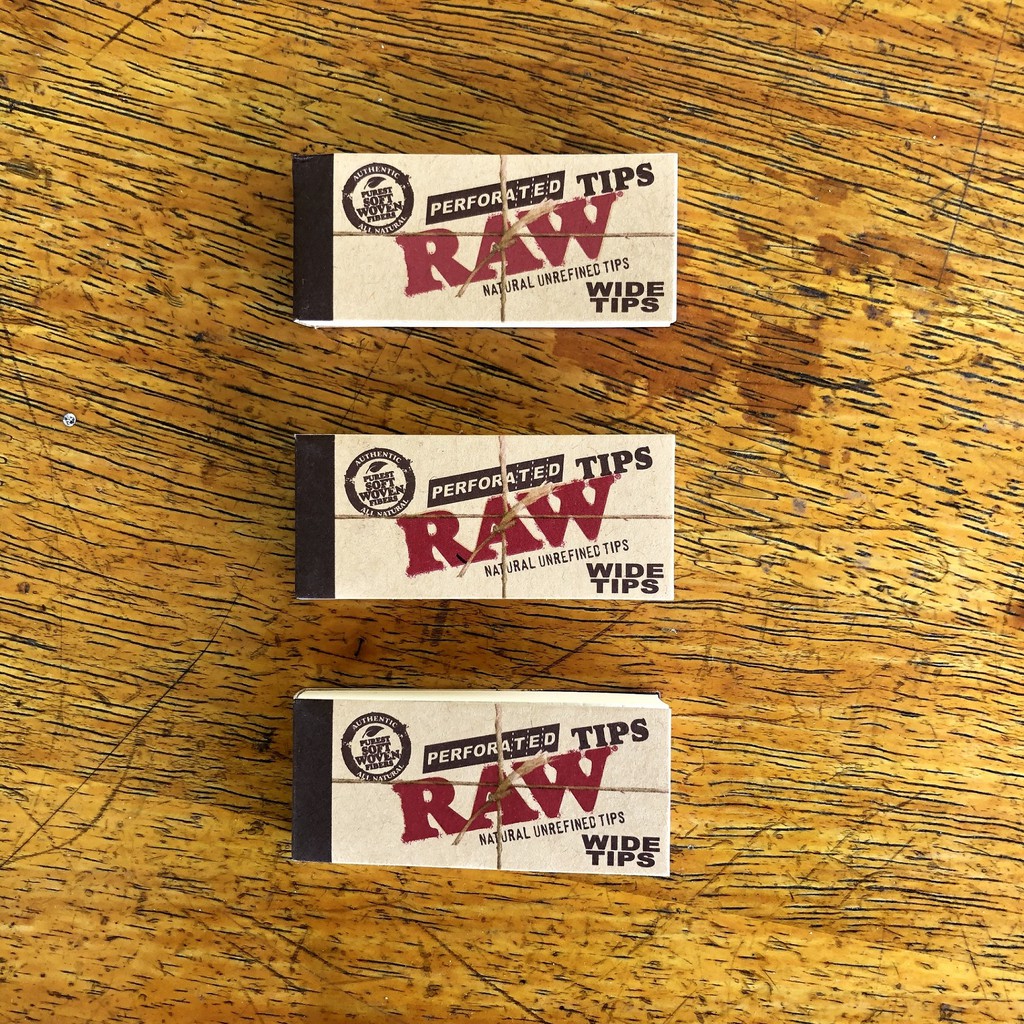 AUTHENTIC
PUREST
SOFT
WOVEN
FIBERS
ALL NATURAL
PERFORATED TIPS
RAW
NATURAL UNREFINED TIPS
WIDE
TIPS
AUTHENTIC
PUREST
SOFT
WOVEN
FIBERS
ALL NATURAL
PERFORATED TIPS
RAW
NATURAL UNREFINED TIPS
WIDE
TIPS
AUTHENTIC
PUREST
SOFT
WOVEN
FIBERS
ALL NATURAL
PERFORATED TIPS
RAW
NATURAL UNREFINED TIPS
WIDE
TIPS